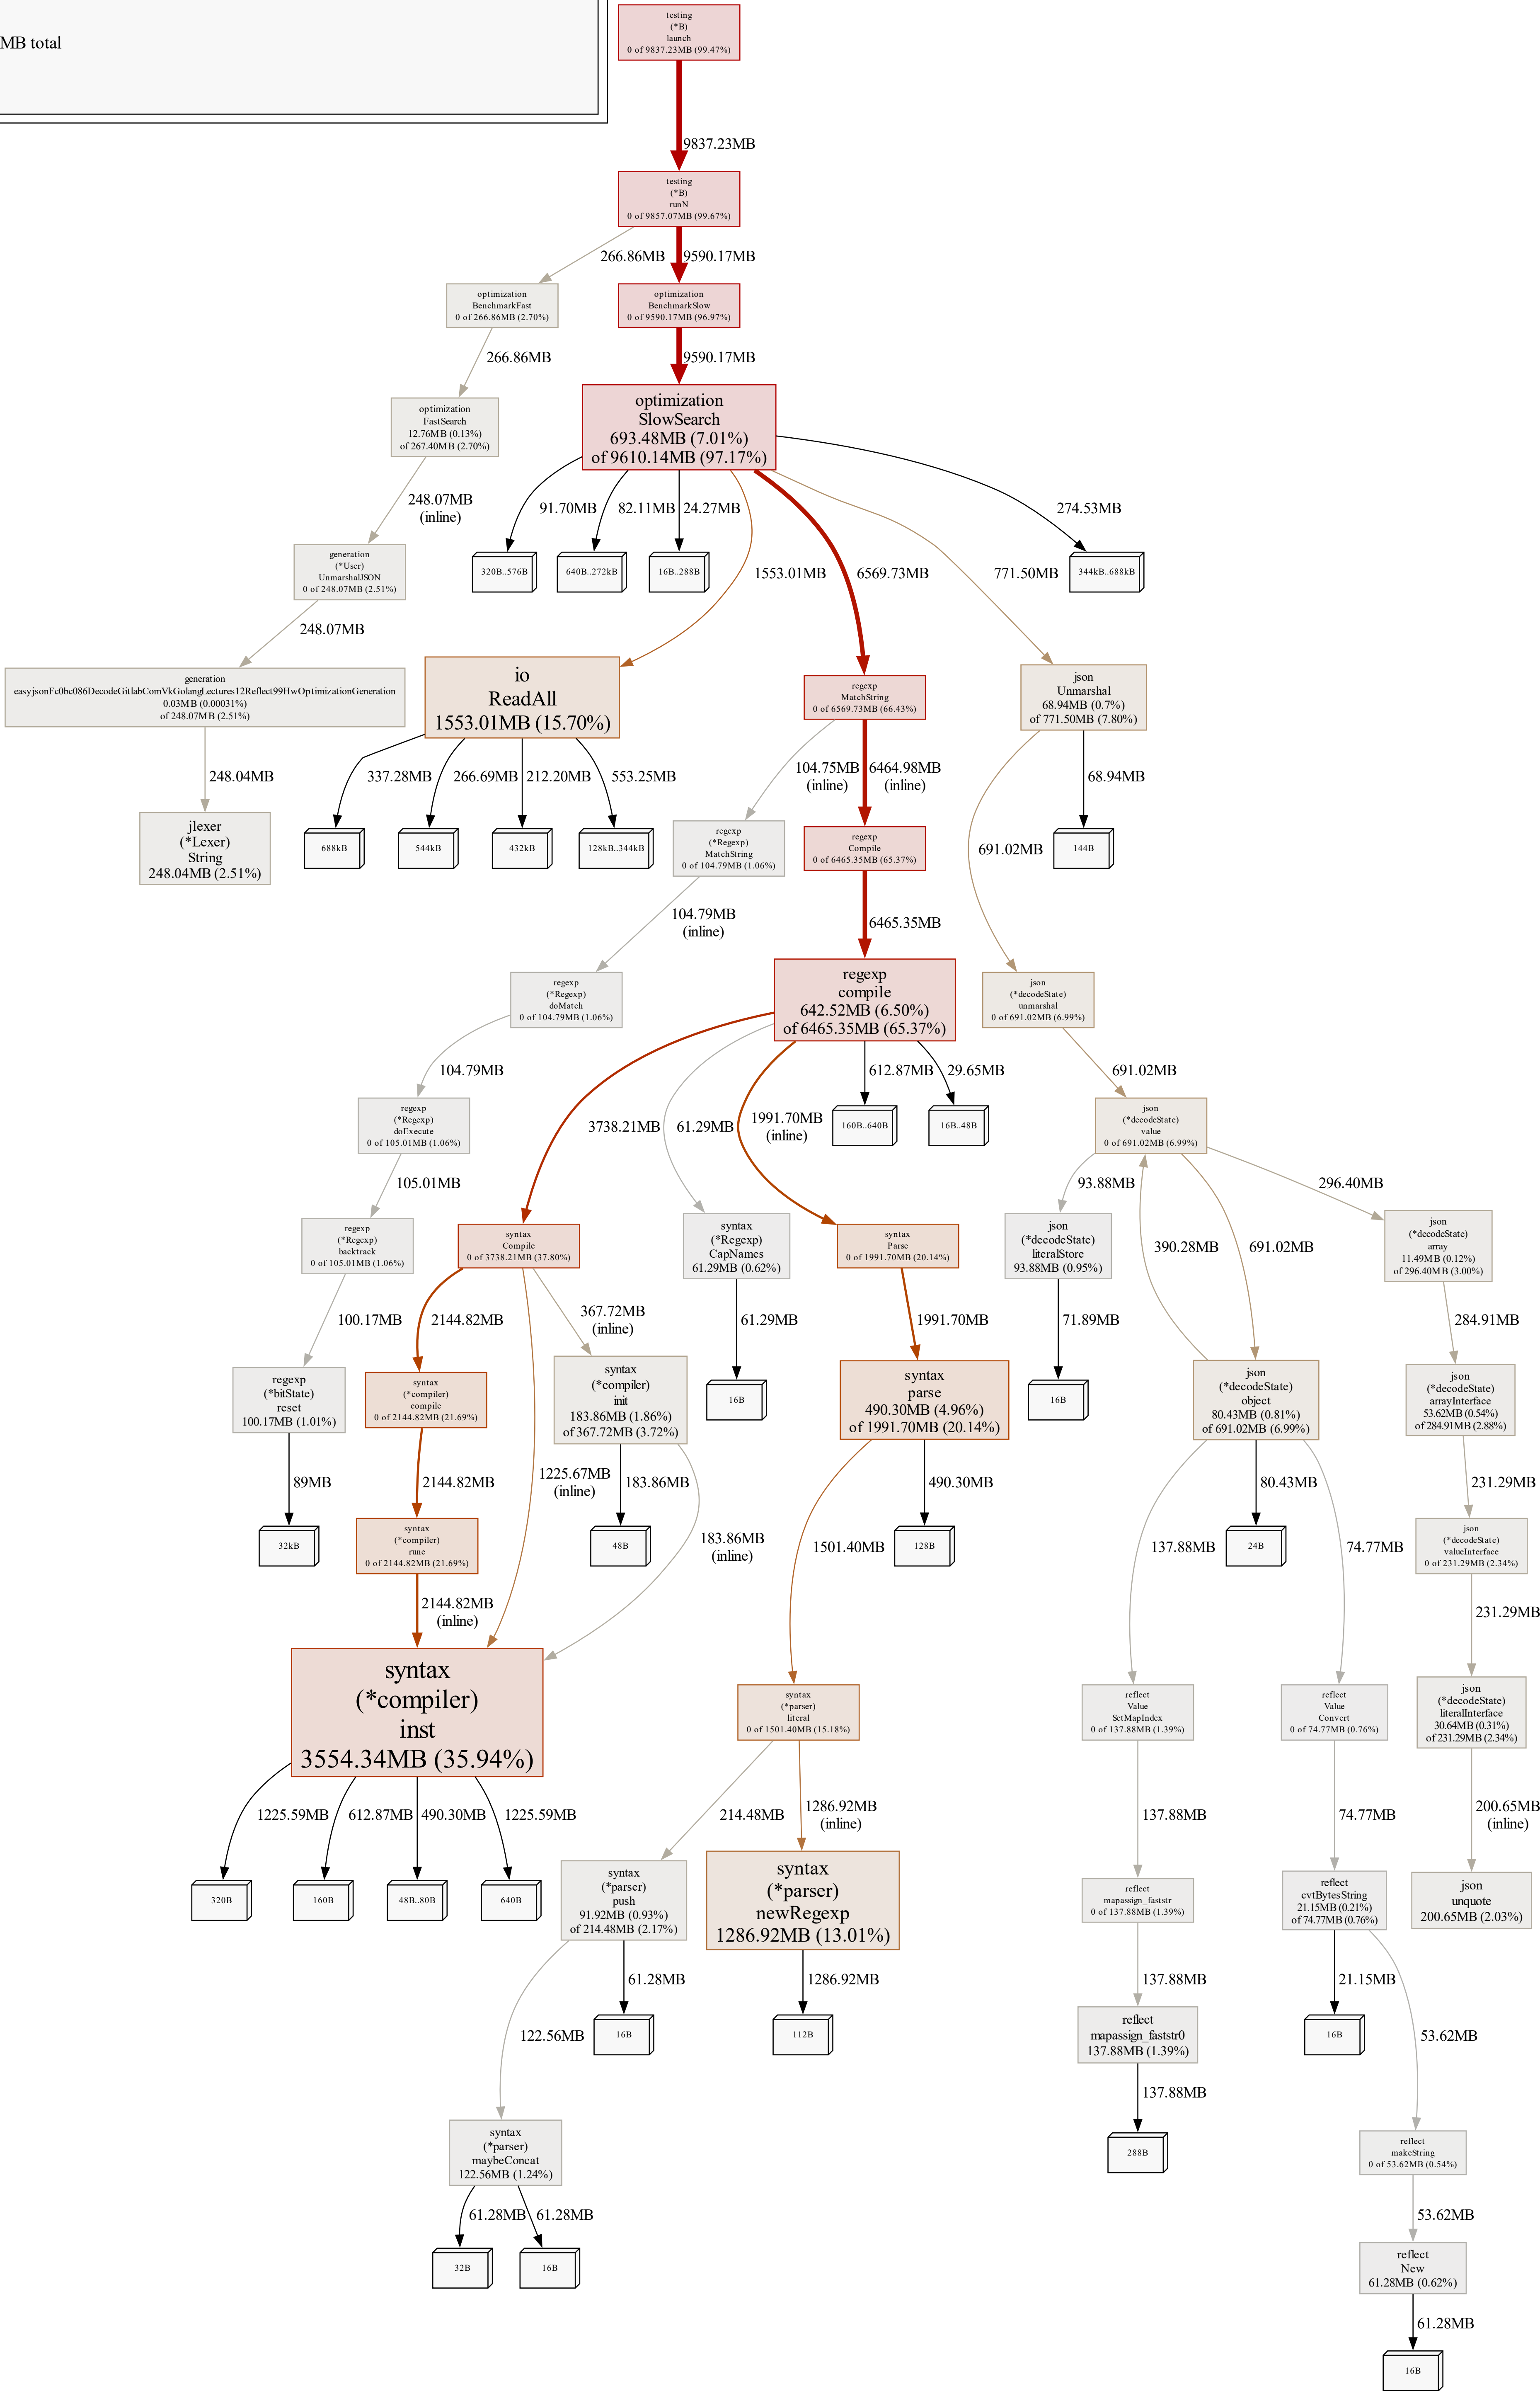 MB total
testing
(*B)
launch
0 of 9837.23MB (99.47%)
9837.23MB
testing
(*B)
runN
0 of 9857.07MB (99.67%)
266.86MB
9590.17MB
optimization
BenchmarkFast
0 of 266.86MB (2.70%)
optimization
BenchmarkSlow
0 of 9590.17MB (96.97%)
266.86MB
9590.17MB
optimization
FastSearch
12.76MB (0.13%)
of 267.40MB (2.70%)
optimization
SlowSearch
693.48MB (7.01%)
of 9610.14MB (97.17%)
248.07MB
(inline)
91.70MB
82.11MB
24.27MB
1553.01MB
6569.73MB
771.50MB
274.53MB
generation
(*User)
UnmarshalJSON
0 of 248.07MB (2.51%)
320B..576B
640B..272kB
16B..288B
344kB..688kB
248.07MB
generation
easyjsonFc0bc086DecodeGitlabComVkGolangLectures12Reflect99HwOptimizationGeneration
0.03MB (0.00031%)
of 248.07MB (2.51%)
io
ReadAll
1553.01MB (15.70%)
regexp
MatchString
0 of 6569.73MB (66.43%)
json
Unmarshal
68.94MB (0.7%)
of 771.50MB (7.80%)
248.04MB
337.28MB
266.69MB
212.20MB
553.25MB
104.75MB
(inline)
6464.98MB
(inline)
691.02MB
68.94MB
jlexer
(*Lexer)
String
248.04MB (2.51%)
688kB
544kB
432kB
128kB..344kB
regexp
(*Regexp)
MatchString
0 of 104.79MB (1.06%)
regexp
Compile
0 of 6465.35MB (65.37%)
144B
104.79MB
(inline)
6465.35MB
regexp
(*Regexp)
doMatch
0 of 104.79MB (1.06%)
regexp
compile
642.52MB (6.50%)
of 6465.35MB (65.37%)
json
(*decodeState)
unmarshal
0 of 691.02MB (6.99%)
104.79MB
3738.21MB
61.29MB
1991.70MB
(inline)
612.87MB
29.65MB
691.02MB
regexp
(*Regexp)
doExecute
0 of 105.01MB (1.06%)
160B..640B
16B..48B
json
(*decodeState)
value
0 of 691.02MB (6.99%)
105.01MB
93.88MB
390.28MB
691.02MB
296.40MB
regexp
(*Regexp)
backtrack
0 of 105.01MB (1.06%)
syntax
Compile
0 of 3738.21MB (37.80%)
syntax
(*Regexp)
CapNames
61.29MB (0.62%)
syntax
Parse
0 of 1991.70MB (20.14%)
json
(*decodeState)
literalStore
93.88MB (0.95%)
json
(*decodeState)
array
11.49MB (0.12%)
of 296.40MB (3.00%)
100.17MB
2144.82MB
1225.67MB
(inline)
367.72MB
(inline)
61.29MB
1991.70MB
71.89MB
284.91MB
regexp
(*bitState)
reset
100.17MB (1.01%)
syntax
(*compiler)
compile
0 of 2144.82MB (21.69%)
syntax
(*compiler)
init
183.86MB (1.86%)
of 367.72MB (3.72%)
16B
syntax
parse
490.30MB (4.96%)
of 1991.70MB (20.14%)
16B
json
(*decodeState)
object
80.43MB (0.81%)
of 691.02MB (6.99%)
json
(*decodeState)
arrayInterface
53.62MB (0.54%)
of 284.91MB (2.88%)
89MB
2144.82MB
183.86MB
183.86MB
(inline)
1501.40MB
490.30MB
137.88MB
80.43MB
74.77MB
231.29MB
32kB
syntax
(*compiler)
rune
0 of 2144.82MB (21.69%)
48B
128B
24B
json
(*decodeState)
valueInterface
0 of 231.29MB (2.34%)
2144.82MB
(inline)
231.29MB
syntax
(*compiler)
inst
3554.34MB (35.94%)
syntax
(*parser)
literal
0 of 1501.40MB (15.18%)
reflect
Value
SetMapIndex
0 of 137.88MB (1.39%)
reflect
Value
Convert
0 of 74.77MB (0.76%)
json
(*decodeState)
literalInterface
30.64MB (0.31%)
of 231.29MB (2.34%)
1225.59MB
612.87MB
490.30MB
1225.59MB
214.48MB
1286.92MB
(inline)
137.88MB
74.77MB
200.65MB
(inline)
320B
160B
48B..80B
640B
syntax
(*parser)
push
91.92MB (0.93%)
of 214.48MB (2.17%)
syntax
(*parser)
newRegexp
1286.92MB (13.01%)
reflect
mapassign_faststr
0 of 137.88MB (1.39%)
reflect
cvtBytesString
21.15MB (0.21%)
of 74.77MB (0.76%)
json
unquote
200.65MB (2.03%)
122.56MB
61.28MB
1286.92MB
137.88MB
21.15MB
53.62MB
16B
112B
reflect
mapassign_faststr0
137.88MB (1.39%)
16B
137.88MB
syntax
(*parser)
maybeConcat
122.56MB (1.24%)
288B
reflect
makeString
0 of 53.62MB (0.54%)
61.28MB
61.28MB
53.62MB
32B
16B
reflect
New
61.28MB (0.62%)
61.28MB
16B